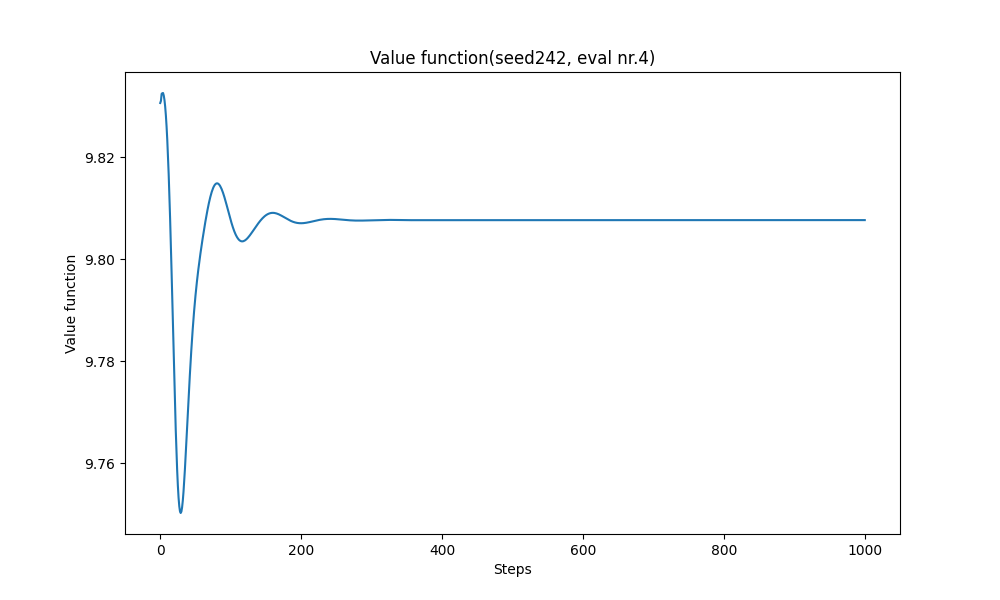 Value function(seed242, eval nr.4)
Value function
9.82
9.80
9.78
9.76
0 200 400 600 800 1000
Steps